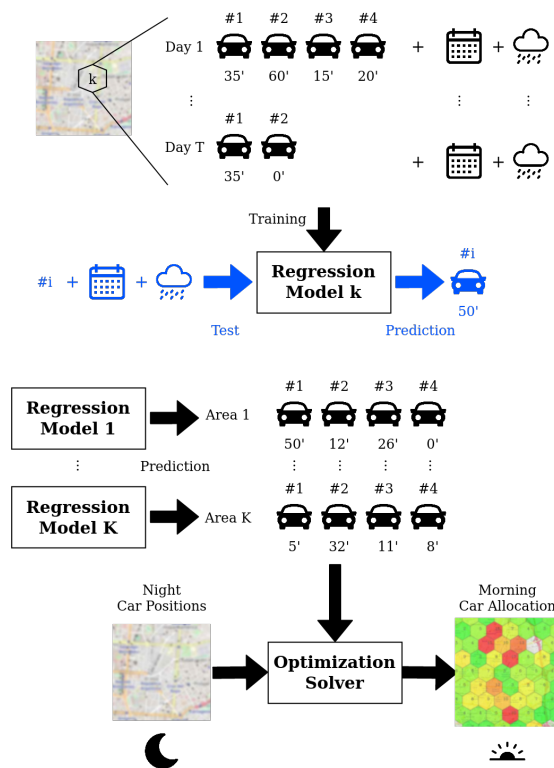 #1 #2 #3 #4
Day 1 + +
35' 60' 15' 20'
k
⋮ ⋮ ⋮
#1 #2
Day T + +
35' 0'
Training
#i
#i + + Regression
Model k
50'
Test Prediction
#1 #2 #3 #4
Regression
Model 1
Area 1
50' 12' 26' 0'
⋮ Prediction ⋮ ⋮ ⋮ ⋮
#1 #2 #3 #4
Regression
Model K
Area K
5' 32' 11' 8'
Night
Car Positions
Morning
Car Allocation
Optimization
Solver